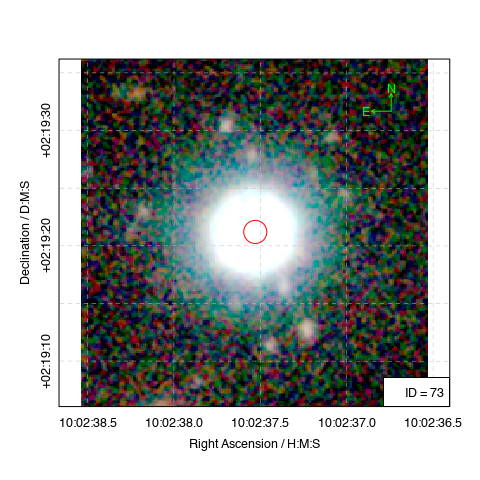 N
E
Declination / D:M:S
+02:19:30
+02:19:20
+02:19:10
ID = 73
10:02:38.5 10:02:38.0 10:02:37.5 10:02:37.0 10:02:36.5
Right Ascension / H:M:S